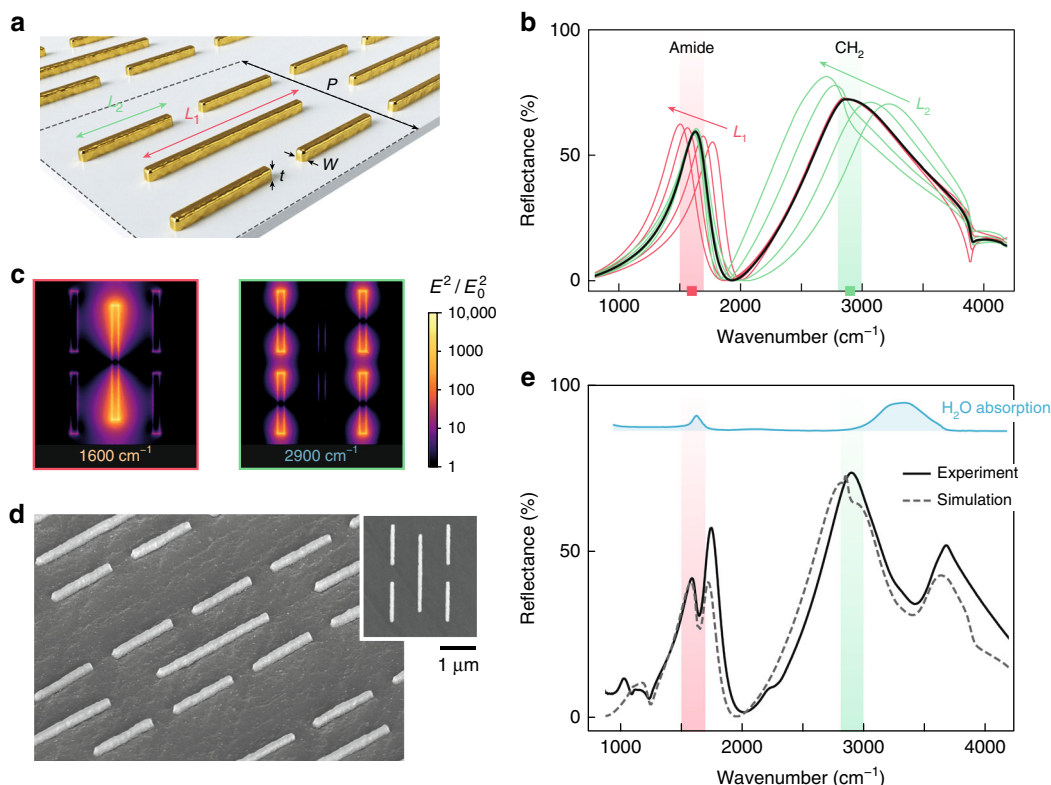 a
L₂
L₁
P
W
t
b
100
50
0
Reflectance (%)
Amide
CH₂
L₁
L₂
1000
2000
3000
4000
Wavenumber (cm⁻¹)
c
1600 cm⁻¹
2900 cm⁻¹
E² / E₀²
10,000
1000
100
10
1
d
1 μm
e
100
50
0
Reflectance (%)
H₂O absorption
Experiment
Simulation
1000
2000
3000
4000
Wavenumber (cm⁻¹)